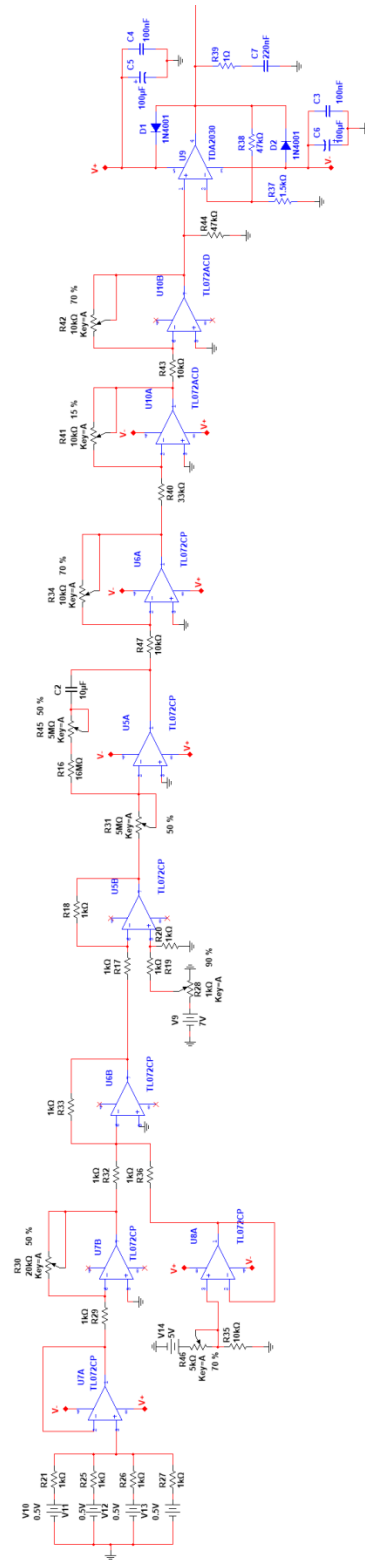 V10
0.5V
R21
1kΩ
V11
0.5V
R25
1kΩ
V12
0.5V
R26
1kΩ
V13
0.5V
R27
1kΩ
U7A
TL072CP
V-
V+
R29
1kΩ
R30
20kΩ
Key=A
50 %
U7B
TL072CP
V14
5V
R46
5kΩ
Key=A
70 %
R35
10kΩ
U8A
TL072CP
V+
V-
R32
1kΩ
R36
1kΩ
R33
1kΩ
U6B
TL072CP
V9
7V
R28
1kΩ
Key=A
90 %
R17
1kΩ
R19
1kΩ
R20
1kΩ
R18
1kΩ
U5B
TL072CP
R31
5MΩ
Key=A
50 %
R16
16MΩ
R45
5MΩ
Key=A
50 %
C2
10µF
U5A
TL072CP
V-
V+
R47
10kΩ
R34
10kΩ
Key=A
70 %
U6A
TL072CP
V-
V+
R40
33kΩ
R41
10kΩ
Key=A
15 %
U10A
TL072ACD
V-
V+
R43
10kΩ
R42
10kΩ
Key=A
70 %
U10B
TL072ACD
R44
47kΩ
U9
TDA2030
V+
V-
D1
1N4001
D2
1N4001
R38
47kΩ
R37
1.5kΩ
C5
100µF
C4
100nF
C6
100µF
C3
100nF
R39
1Ω
C7
220nF